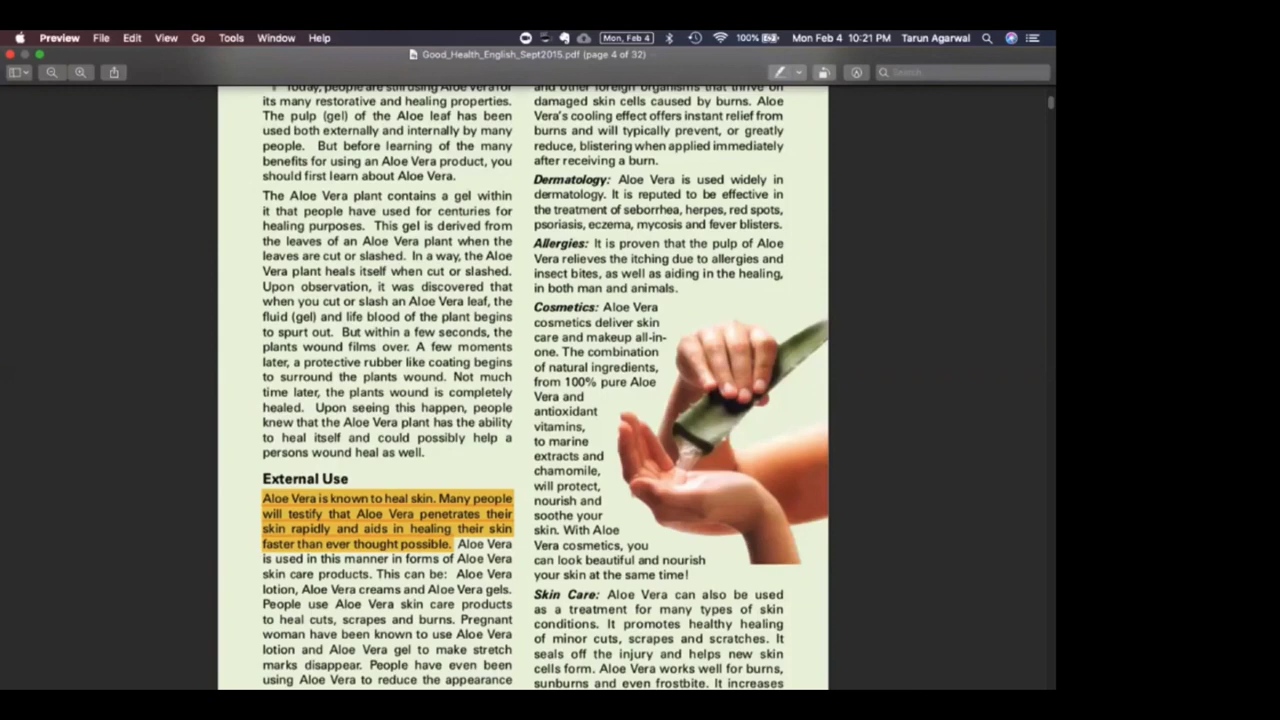 Preview File Edit View Go Tools Window Help Mon, Feb 4 100% Mon Feb 4 10:21 PM Tarun Agarwal
Good_Health_English_Sept2015.pdf (page 4 of 32)
Search
Today, people are still using Aloe Vera for
its many restorative and healing properties.
The pulp (gel) of the Aloe leaf has been
used both externally and internally by many
people. But before learning of the many
benefits for using an Aloe Vera product, you
should first learn about Aloe Vera.
The Aloe Vera plant contains a gel within
it that people have used for centuries for
healing purposes. This gel is derived from
the leaves of an Aloe Vera plant when the
leaves are cut or slashed. In a way, the Aloe
Vera plant heals itself when cut or slashed.
Upon observation, it was discovered that
when you cut or slash an Aloe Vera leaf, the
fluid (gel) and life blood of the plant begins
to spurt out. But within a few seconds, the
plants wound films over. A few moments
later, a protective rubber like coating begins
to surround the plants wound. Not much
time later, the plants wound is completely
healed. Upon seeing this happen, people
knew that the Aloe Vera plant has the ability
to heal itself and could possibly help a
persons wound heal as well.
External Use
Aloe Vera is known to heal skin. Many people
will testify that Aloe Vera penetrates their
skin rapidly and aids in healing their skin
faster than ever thought possible. Aloe Vera
is used in this manner in forms of Aloe Vera
skin care products. This can be: Aloe Vera
lotion, Aloe Vera creams and Aloe Vera gels.
People use Aloe Vera skin care products
to heal cuts, scrapes and burns. Pregnant
woman have been known to use Aloe Vera
lotion and Aloe Vera gel to make stretch
marks disappear. People have even been
using Aloe Vera to reduce the appearance
and other foreign organisms that thrive on
damaged skin cells caused by burns. Aloe
Vera's cooling effect offers instant relief from
burns and will typically prevent, or greatly
reduce, blistering when applied immediately
after receiving a burn.
Dermatology: Aloe Vera is used widely in
dermatology. It is reputed to be effective in
the treatment of seborrhea, herpes, red spots,
psoriasis, eczema, mycosis and fever blisters.
Allergies: It is proven that the pulp of Aloe
Vera relieves the itching due to allergies and
insect bites, as well as aiding in the healing,
in both man and animals.
Cosmetics: Aloe Vera
cosmetics deliver skin
care and makeup all-in-
one. The combination
of natural ingredients,
from 100% pure Aloe
Vera and
antioxidant
vitamins,
to marine
extracts and
chamomile,
will protect,
nourish and
soothe your
skin. With Aloe
Vera cosmetics, you
can look beautiful and nourish
your skin at the same time!
Skin Care: Aloe Vera can also be used
as a treatment for many types of skin
conditions. It promotes healthy healing
of minor cuts, scrapes and scratches. It
seals off the injury and helps new skin
cells form. Aloe Vera works well for burns,
sunburns and even frostbite. It increases